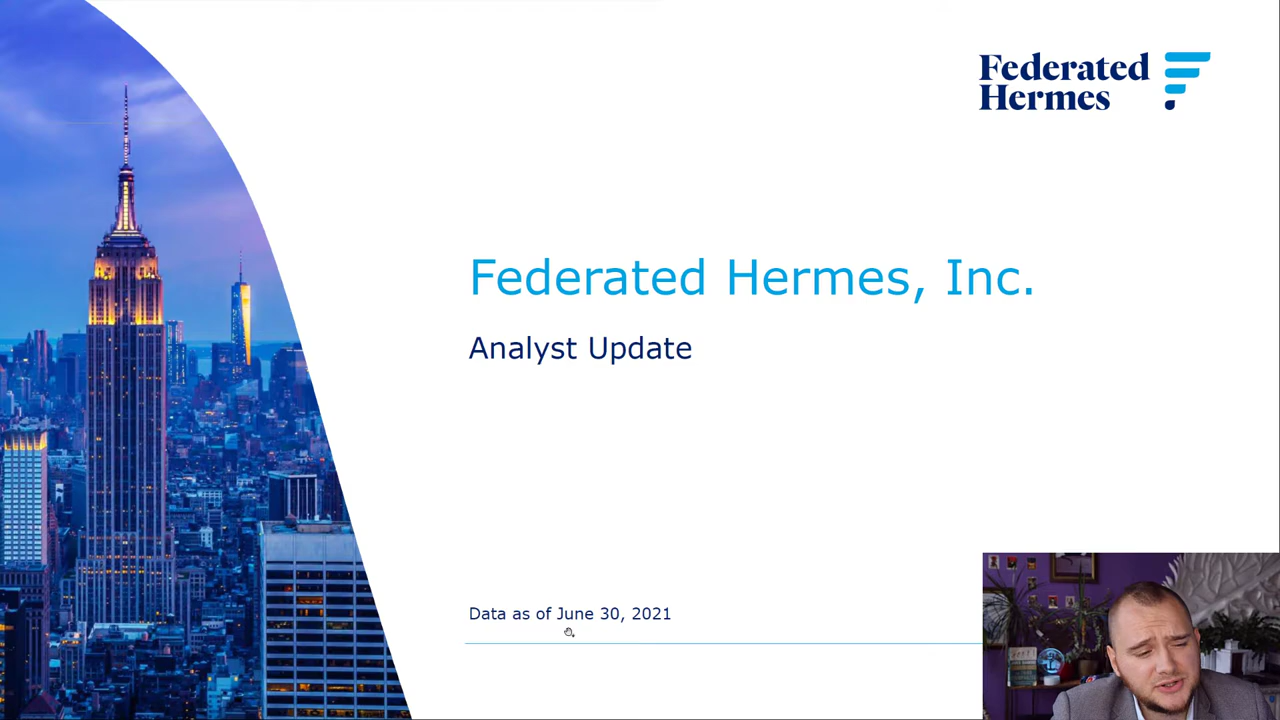 Federated
Hermes
Federated Hermes, Inc.
Analyst Update
Data as of June 30, 2021